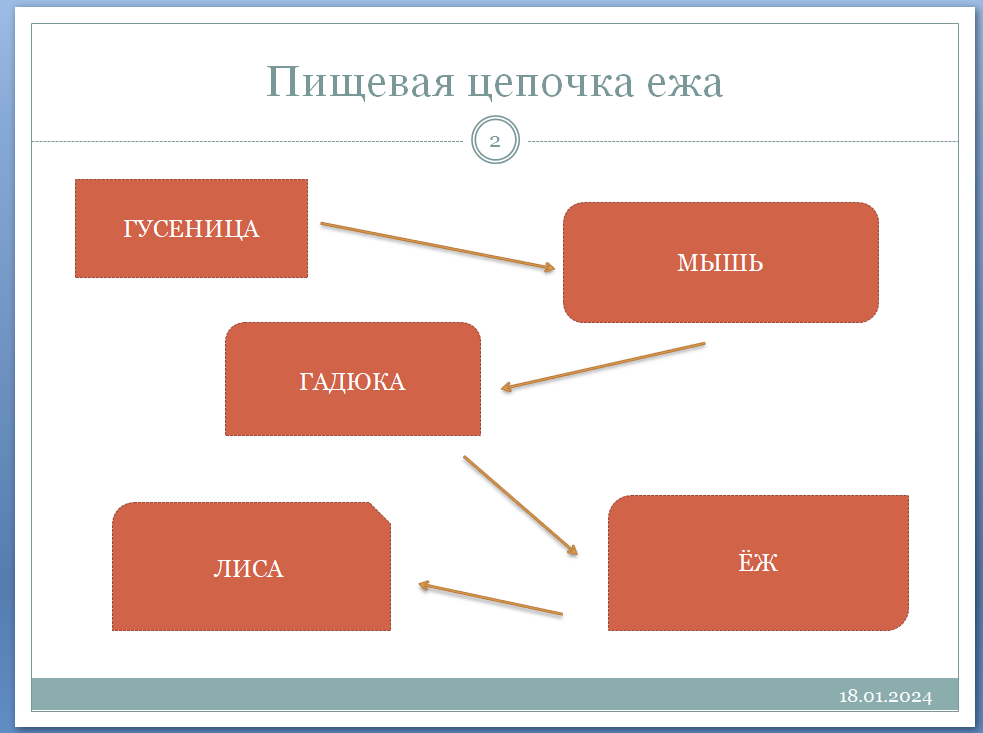 Пищевая цепочка ежа
2
ГУСЕНИЦА
МЫШЬ
ГАДЮКА
ЛИСА
ЁЖ
18.01.2024